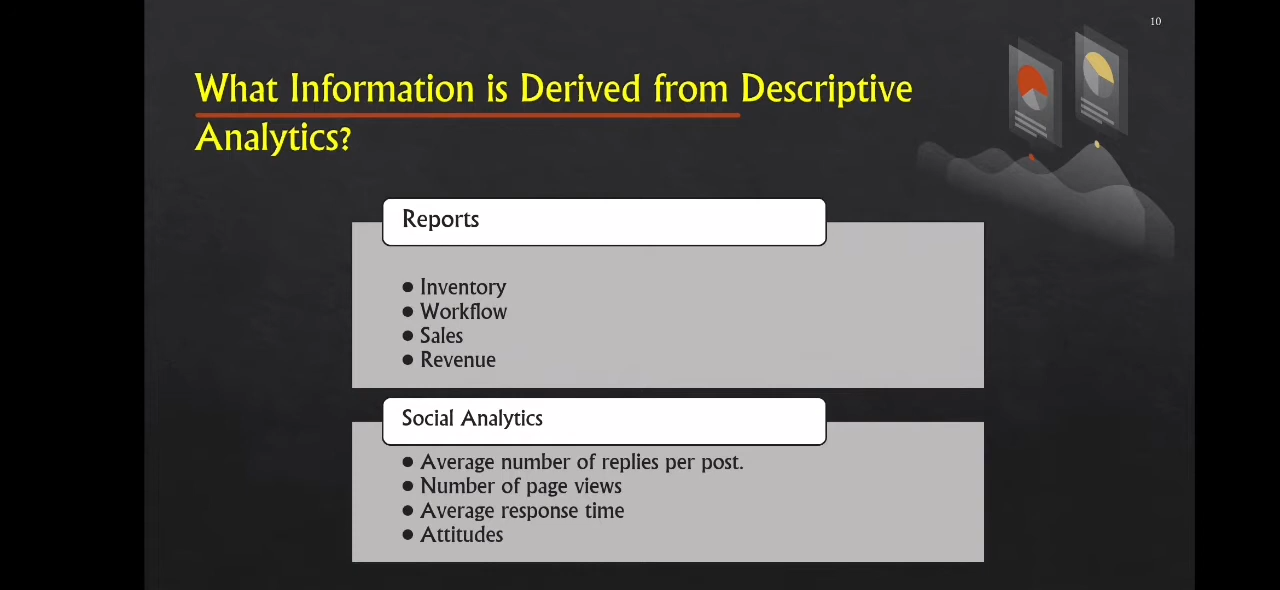 10
What Information is Derived from Descriptive
Analytics?
Reports
● Inventory
● Workflow
● Sales
● Revenue
Social Analytics
● Average number of replies per post.
● Number of page views
● Average response time
● Attitudes